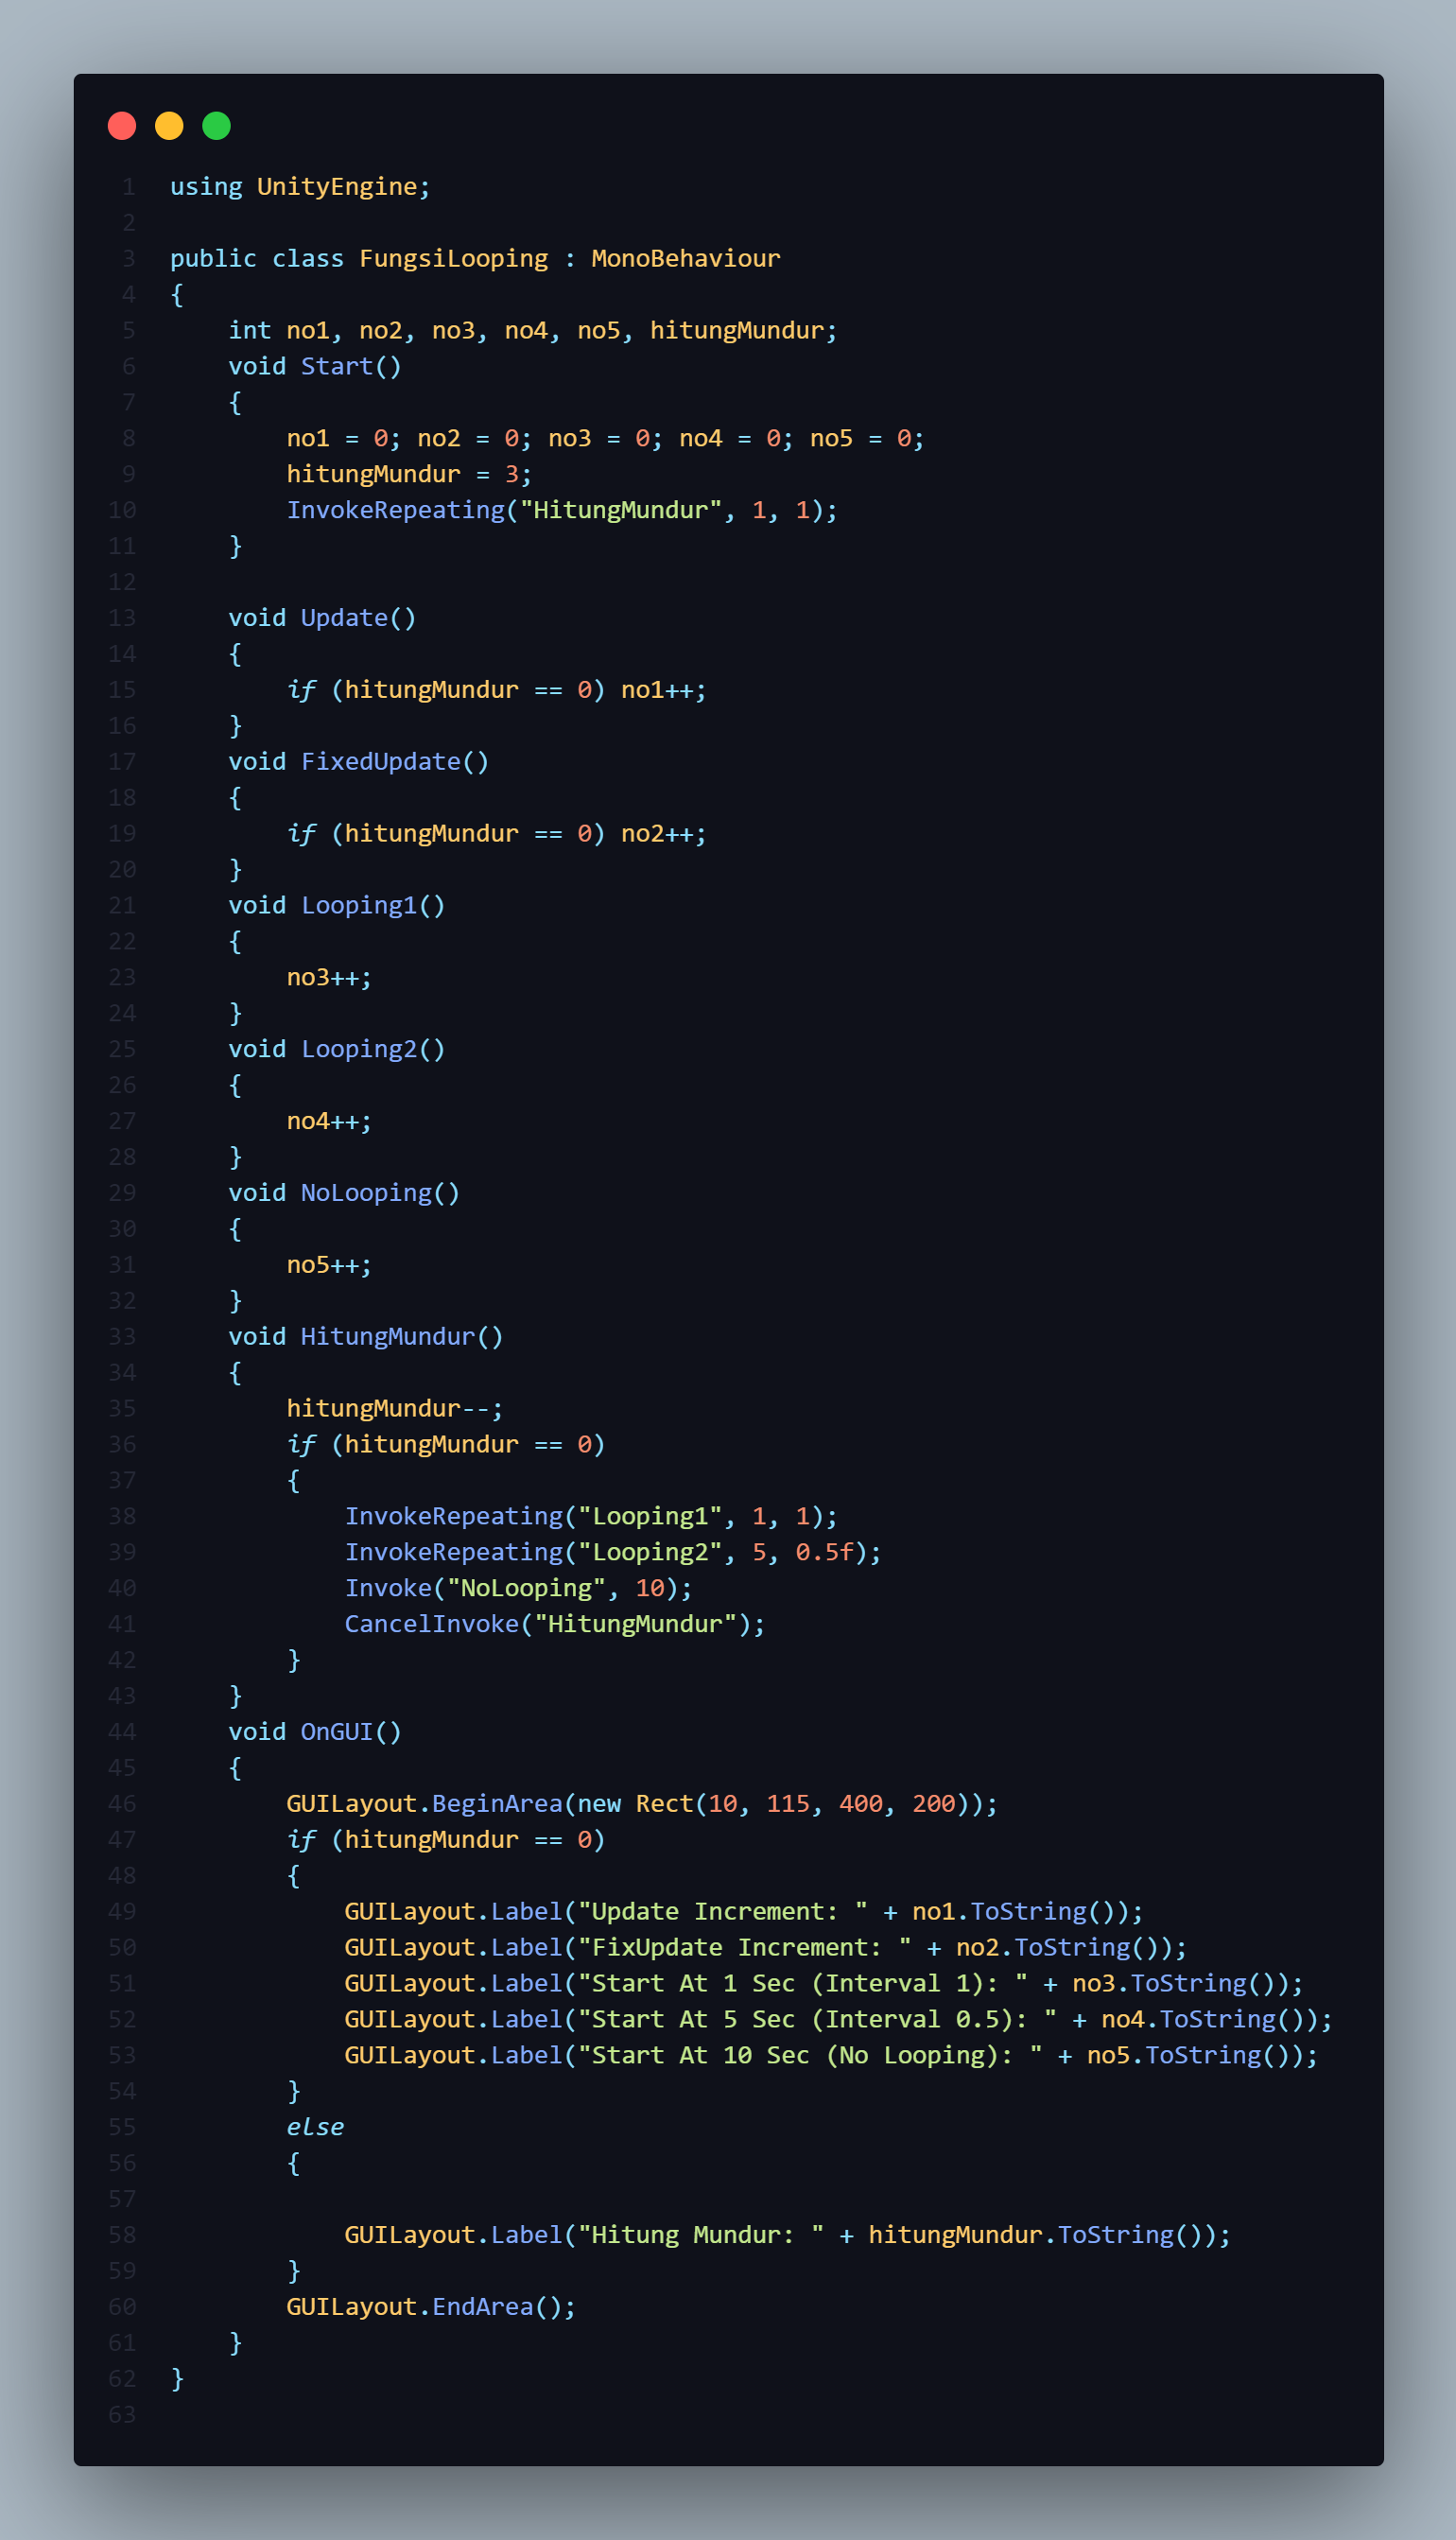 1 using UnityEngine;
2
3 public class FungsiLooping : MonoBehaviour
4 {
5     int no1, no2, no3, no4, no5, hitungMundur;
6     void Start()
7     {
8         no1 = 0; no2 = 0; no3 = 0; no4 = 0; no5 = 0;
9         hitungMundur = 3;
10         InvokeRepeating("HitungMundur", 1, 1);
11     }
12
13     void Update()
14     {
15         if (hitungMundur == 0) no1++;
16     }
17     void FixedUpdate()
18     {
19         if (hitungMundur == 0) no2++;
20     }
21     void Looping1()
22     {
23         no3++;
24     }
25     void Looping2()
26     {
27         no4++;
28     }
29     void NoLooping()
30     {
31         no5++;
32     }
33     void HitungMundur()
34     {
35         hitungMundur--;
36         if (hitungMundur == 0)
37         {
38             InvokeRepeating("Looping1", 1, 1);
39             InvokeRepeating("Looping2", 5, 0.5f);
40             Invoke("NoLooping", 10);
41             CancelInvoke("HitungMundur");
42         }
43     }
44     void OnGUI()
45     {
46         GUILayout.BeginArea(new Rect(10, 115, 400, 200));
47         if (hitungMundur == 0)
48         {
49             GUILayout.Label("Update Increment: " + no1.ToString());
50             GUILayout.Label("FixUpdate Increment: " + no2.ToString());
51             GUILayout.Label("Start At 1 Sec (Interval 1): " + no3.ToString());
52             GUILayout.Label("Start At 5 Sec (Interval 0.5): " + no4.ToString());
53             GUILayout.Label("Start At 10 Sec (No Looping): " + no5.ToString());
54         }
55         else
56         {
57
58             GUILayout.Label("Hitung Mundur: " + hitungMundur.ToString());
59         }
60         GUILayout.EndArea();
61     }
62 }
63